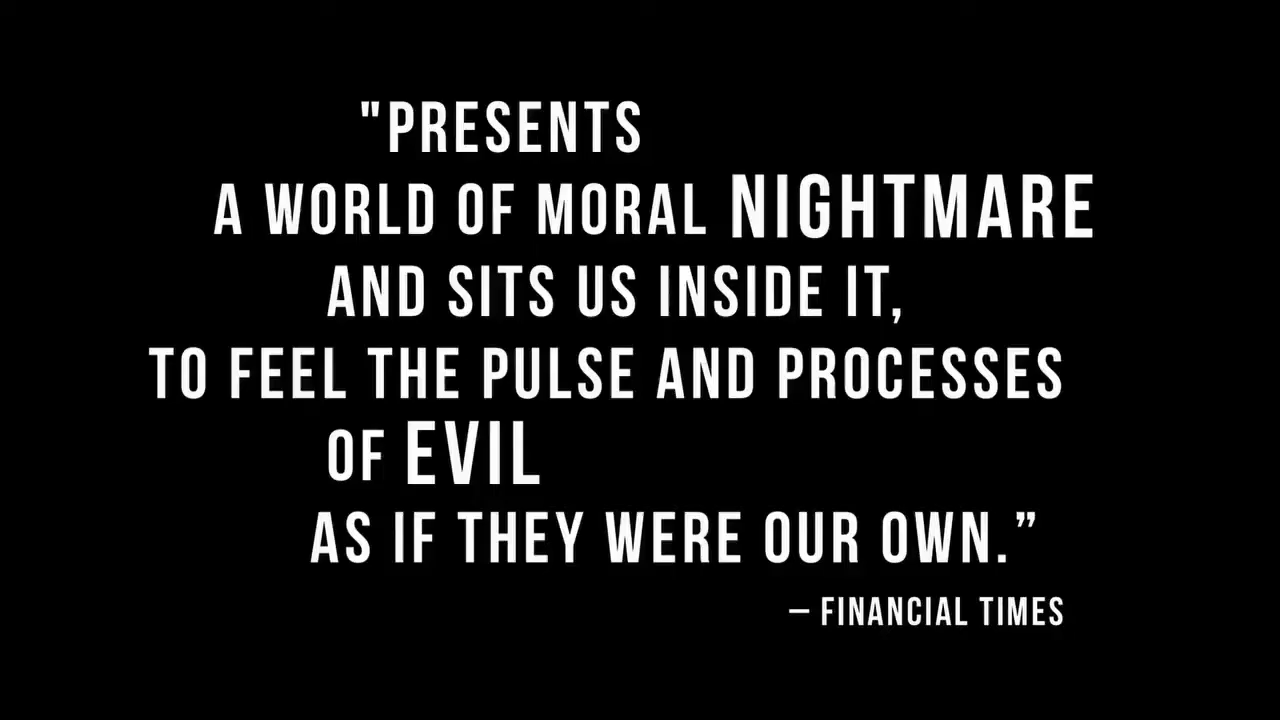 "PRESENTS
A WORLD OF MORAL NIGHTMARE
AND SITS US INSIDE IT,
TO FEEL THE PULSE AND PROCESSES
OF EVIL
AS IF THEY WERE OUR OWN.”
– FINANCIAL TIMES